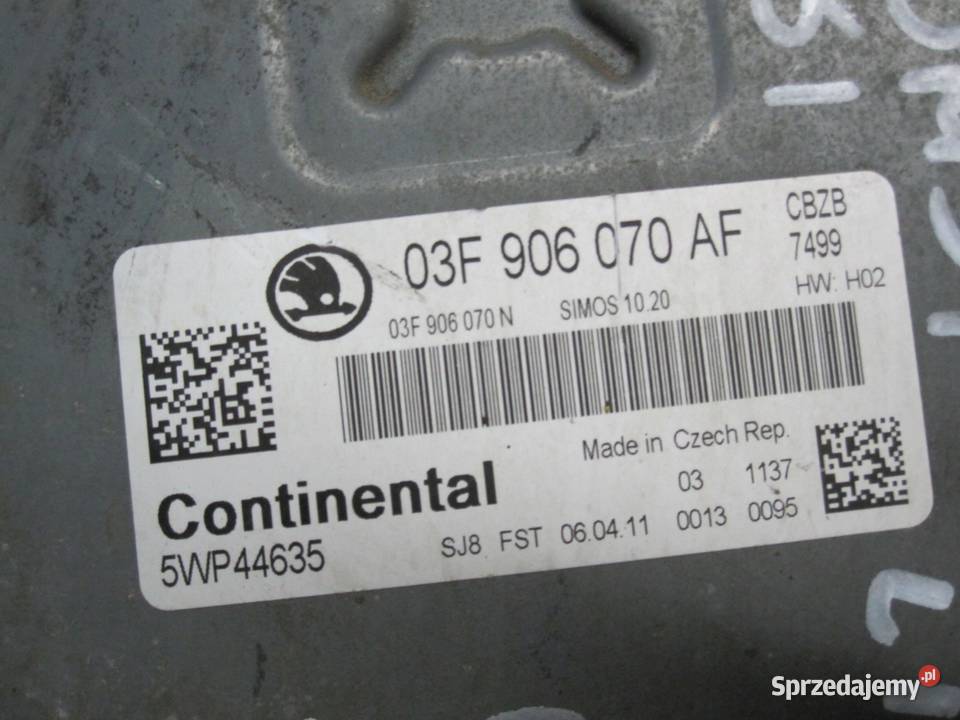 03F 906 070 AF
CBZB
7499
03F 906 070 N
SIMOS 10.20
HW: H02
Made in Czech Rep.
03 1137
Continental
5WP44635
SJ8 FST 06.04.11 0013 0095
Sprzedajemy.pl